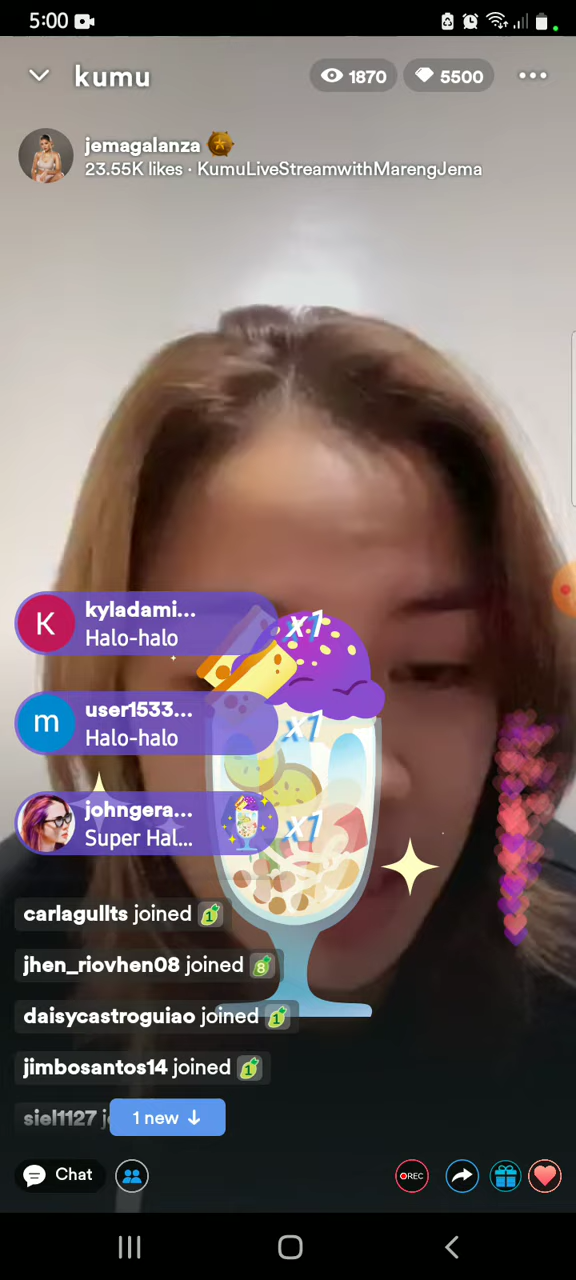 5:00
kumu
1870
5500
jemagalanza
23.55K likes · KumuLiveStreamwithMarengJema
K
kyladami...
Halo-halo
x1
m
user1533...
Halo-halo
x1
johngera...
Super Hal...
x1
carlagullts joined 1
jhen_riovhen08 joined 8
daisycastroguiao joined 1
jimbosantos14 joined 1
siel1127
1 new ↓
Chat
REC